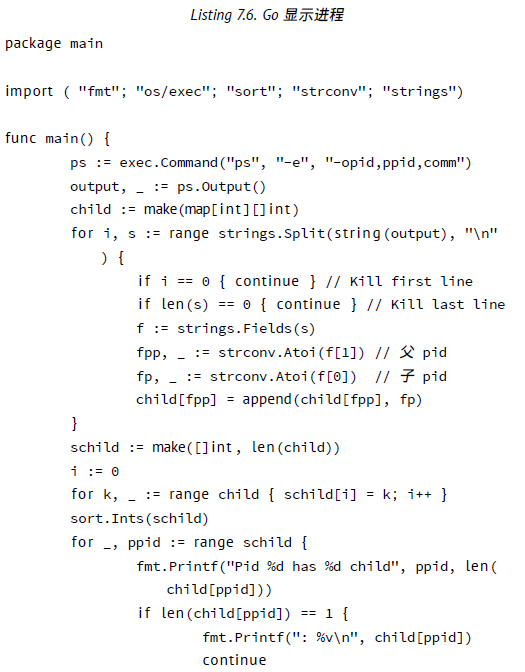 Listing 7.6. Go 显示进程
package main
import ( "fmt"; "os/exec"; "sort"; "strconv"; "strings")
func main() {
ps := exec.Command("ps", "-e", "-opid,ppid,comm")
output, _ := ps.Output()
child := make(map[int][]int)
for i, s := range strings.Split(string(output), "\n"
) {
if i == 0 { continue } // Kill first line
if len(s) == 0 { continue } // Kill last line
f := strings.Fields(s)
fpp, _ := strconv.Atoi(f[1]) // 父 pid
fp, _ := strconv.Atoi(f[0]) // 子 pid
child[fpp] = append(child[fpp], fp)
}
schild := make([]int, len(child))
i := 0
for k, _ := range child { schild[i] = k; i++ }
sort.Ints(schild)
for _, ppid := range schild {
fmt.Printf("Pid %d has %d child", ppid, len(
child[ppid]))
if len(child[ppid]) == 1 {
fmt.Printf(": %v\n", child[ppid])
continue